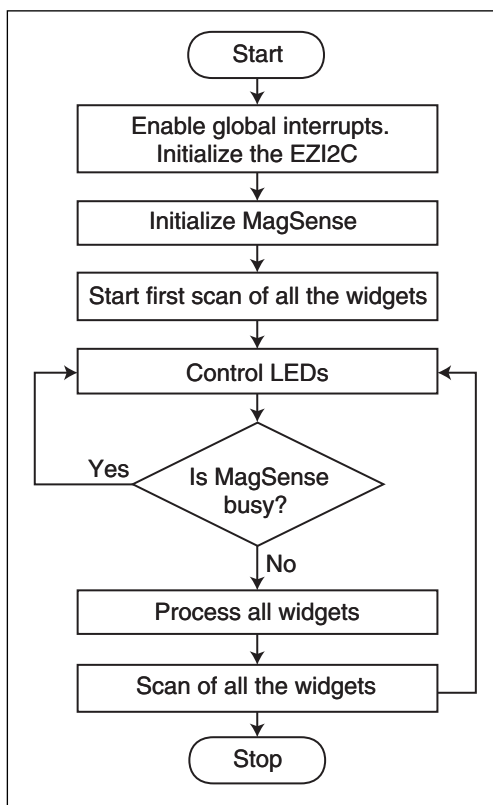 Start
Enable global interrupts.
Initialize the EZI2C
Initialize MagSense
Start first scan of all the widgets
Control LEDs
Yes
Is MagSense
busy?
No
Process all widgets
Scan of all the widgets
Stop